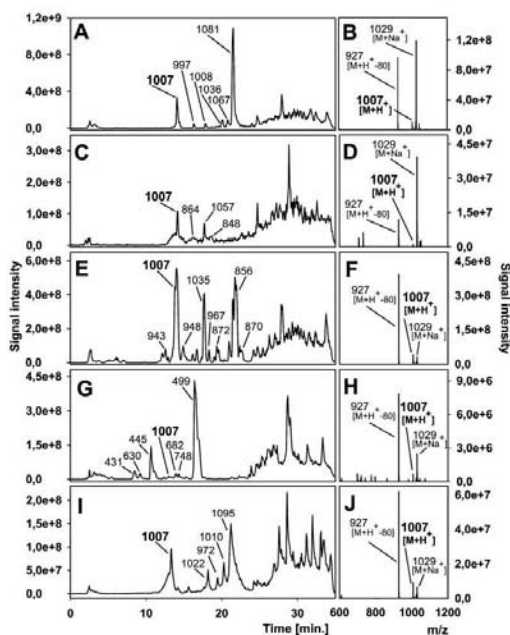 1,2e+9
A
1081
8,0e+8
997
1008
1036
1067
1007
4,0e+8
0,0
B
1029
[M+Na⁺]
927
[M+H⁺-80]
1007
[M+H⁺]
1,2e+8
8,0e+7
4,0e+7
0,0
3,0e+8
C
2,0e+8
1007
864
1057
848
1,0e+8
0,0
D
1029
[M+Na⁺]
1007
[M+H⁺]
927
[M+H⁺-80]
4,5e+7
3,0e+7
1,5e+7
0,0
6,0e+8
E
1007
1035
856
4,0e+8
967
872
870
948
943
2,0e+8
0,0
F
927
[M+H⁺-80]
1007
[M+H⁺]
1029
[M+Na⁺]
4,5e+8
3,0e+8
0,0
Signal intensity
Signal intensity
4,5e+8
G
499
3,0e+8
1007
682
748
445
630
431
1,5e+8
0,0
H
927
[M+H⁺-80]
1007
[M+H⁺]
1029
[M+Na⁺]
9,0e+6
6,0e+6
3,0e+6
0,0
2,0e+8
I
1095
1,5e+8
1010
972
1007
1022
1,0e+8
5,0e+7
0,0
J
927
[M+H⁺-80]
1007
[M+H⁺]
1029
[M+Na⁺]
6,0e+7
4,0e+7
2,0e+7
0,0
0 10 20 30
Time [min.]
800 1000 1200
m/z